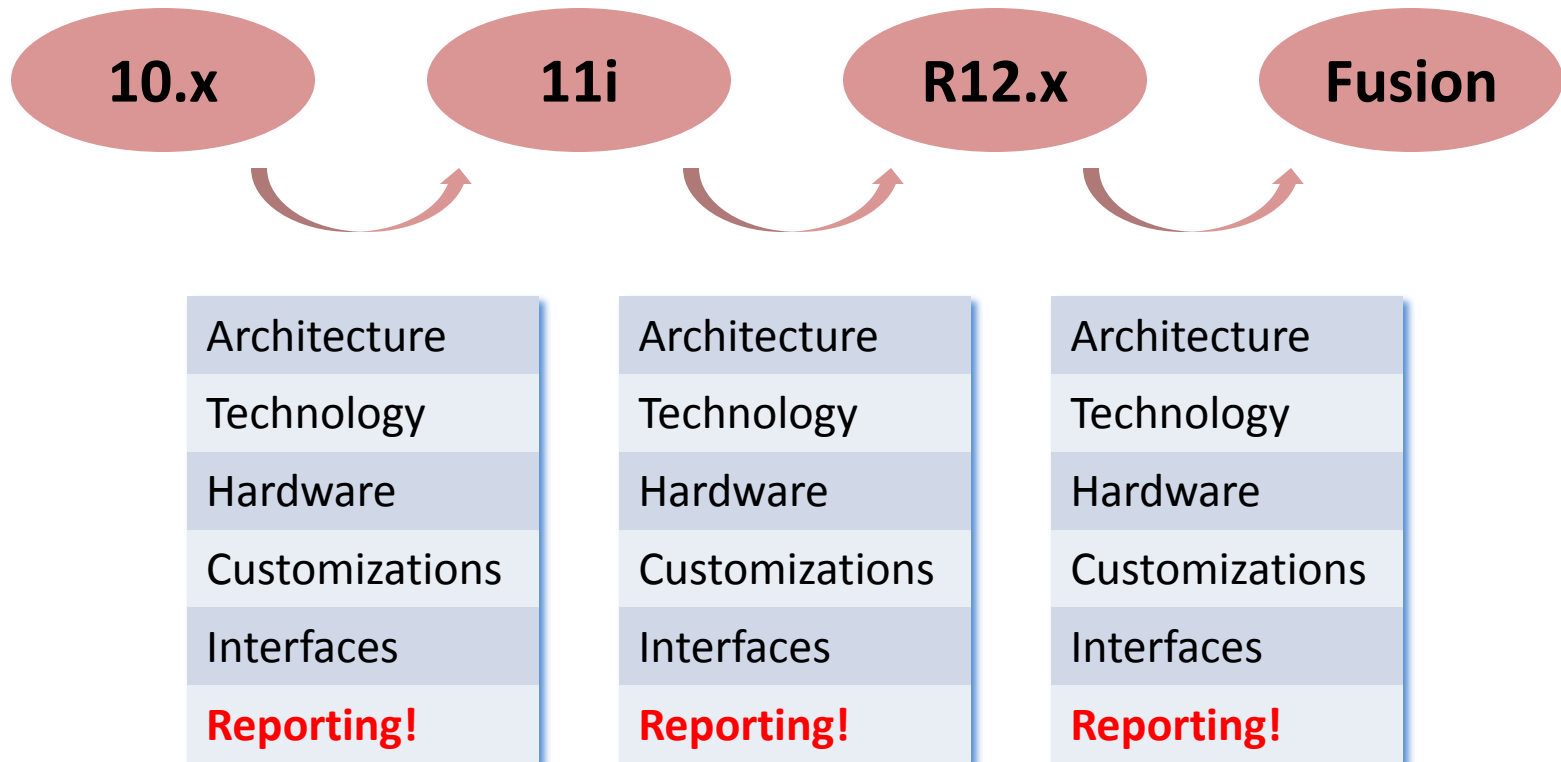 10.x
11i
R12.x
Fusion
Architecture
Technology
Hardware
Customizations
Interfaces
Reporting!
Architecture
Technology
Hardware
Customizations
Interfaces
Reporting!
Architecture
Technology
Hardware
Customizations
Interfaces
Reporting!